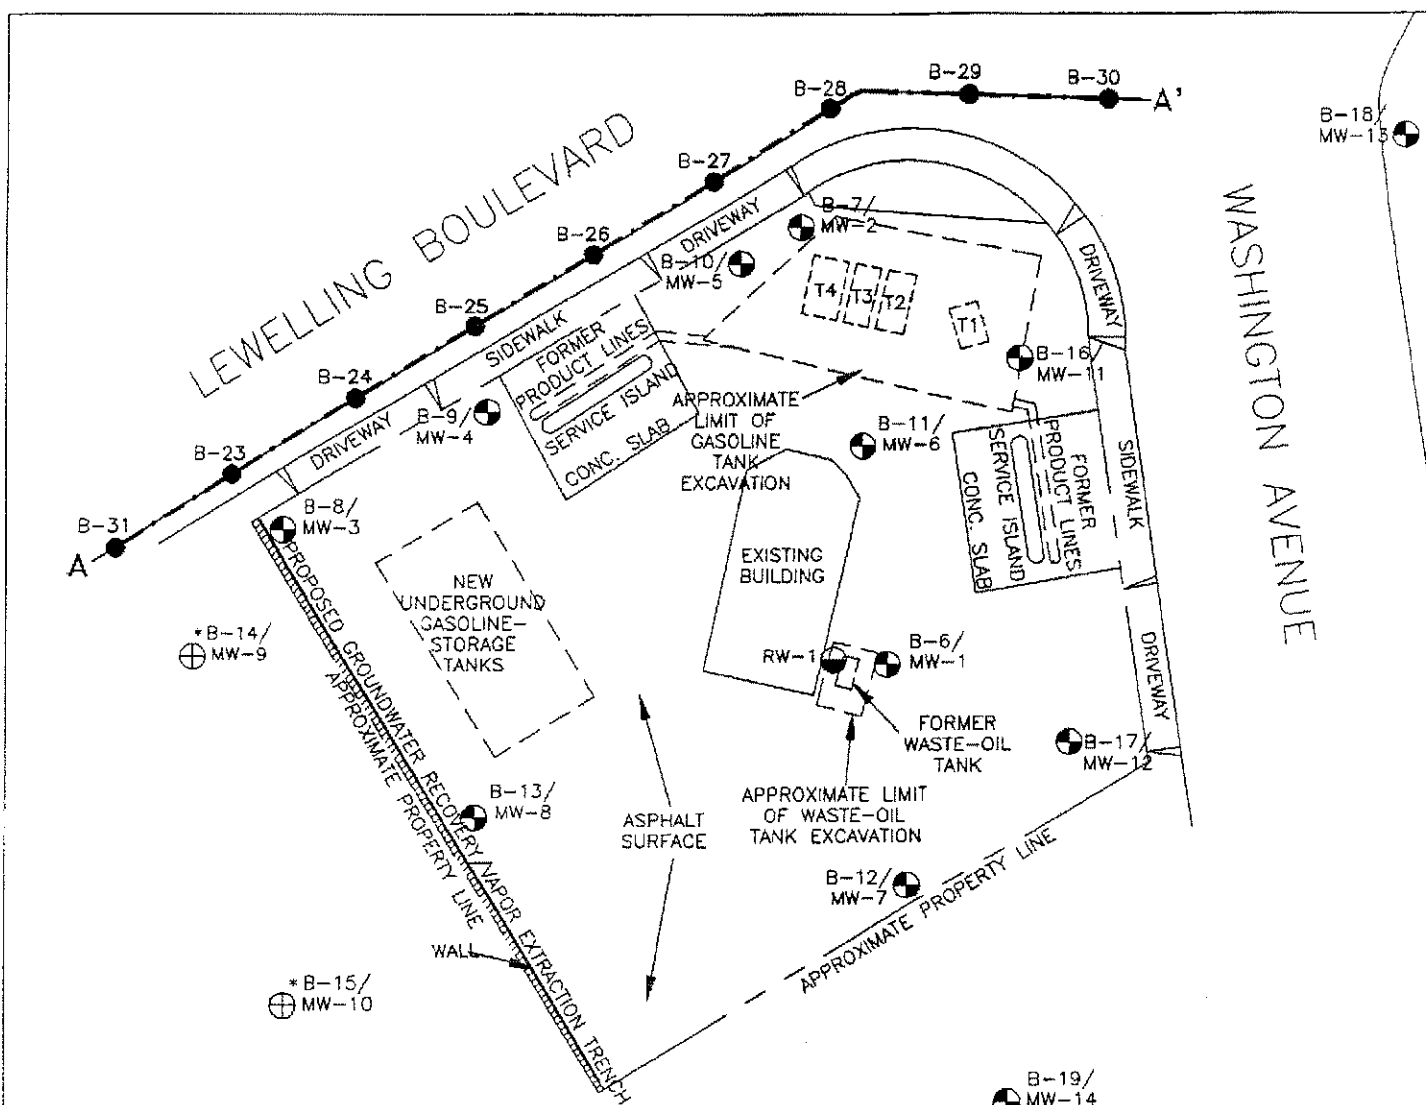 B-28
B-29
B-30
A'
B-18/
MW-13
B-27
LEWELLING BOULEVARD
WASHINGTON AVENUE
B-7/
MW-2
B-26
DRIVEWAY
B-10/
MW-5
DRIVEWAY
T4
T3
T2
T1
B-25
SIDEWALK
FORMER
PRODUCT LINES
SERVICE ISLAND
CONC. SLAB
B-16/
MW-11
B-24
B-9/
MW-4
DRIVEWAY
APPROXIMATE
LIMIT OF
GASOLINE
TANK
EXCAVATION
B-11/
MW-6
SIDEWALK
FORMER
PRODUCT LINES
SERVICE ISLAND
CONC. SLAB
B-23
B-31
A
B-8/
MW-3
NEW
UNDERGROUND
GASOLINE-
STORAGE
TANKS
EXISTING
BUILDING
*B-14/
MW-9
PROPOSED GROUNDWATER RECOVERY/VAPOR EXTRACTION TRENCH
APPROXIMATE PROPERTY LINE
RW-1
B-6/
MW-1
DRIVEWAY
FORMER
WASTE-OIL
TANK
B-17/
MW-12
B-13/
MW-8
ASPHALT
SURFACE
APPROXIMATE LIMIT
OF WASTE-OIL
TANK EXCAVATION
B-12/
MW-7
APPROXIMATE PROPERTY LINE
WALL
*B-15/
MW-10
B-19/
MW-14